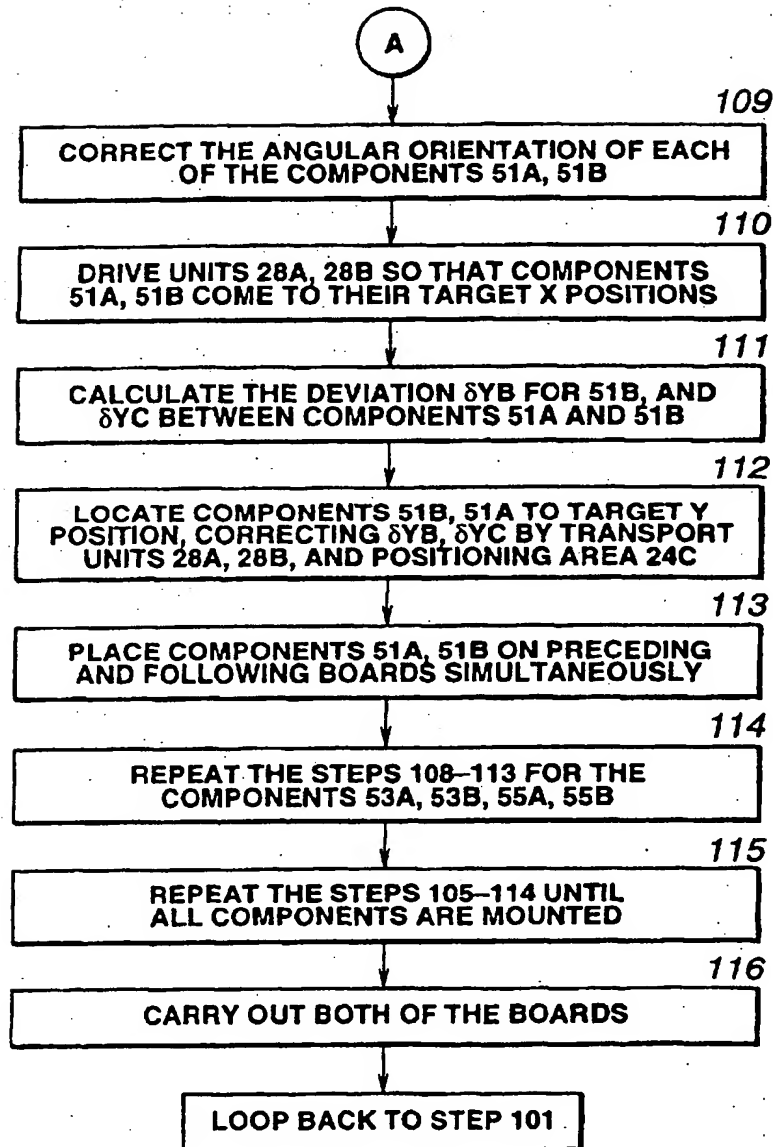 A
109
CORRECT THE ANGULAR ORIENTATION OF EACH
OF THE COMPONENTS 51A, 51B
110
DRIVE UNITS 28A, 28B SO THAT COMPONENTS
51A, 51B COME TO THEIR TARGET X POSITIONS
111
CALCULATE THE DEVIATION δYB FOR 51B, AND
δYC BETWEEN COMPONENTS 51A AND 51B
112
LOCATE COMPONENTS 51B, 51A TO TARGET Y
POSITION, CORRECTING δYB, δYC BY TRANSPORT
UNITS 28A, 28B, AND POSITIONING AREA 24C
113
PLACE COMPONENTS 51A, 51B ON PRECEDING
AND FOLLOWING BOARDS SIMULTANEOUSLY
114
REPEAT THE STEPS 108–113 FOR THE
COMPONENTS 53A, 53B, 55A, 55B
115
REPEAT THE STEPS 105–114 UNTIL
ALL COMPONENTS ARE MOUNTED
116
CARRY OUT BOTH OF THE BOARDS
LOOP BACK TO STEP 101